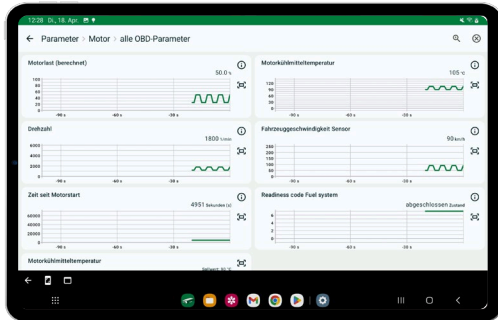 12:28 Di., 18. Apr.
Parameter > Motor > alle OBD-Parameter
Motorlast (berechnet)
50.0 %
100
80
60
40
20
0
-90 s -60 s -30 s
Motorkühlmitteltemperatur
105 °C
120
90
60
30
0
-90 s -60 s -30 s
Drehzahl
1800 1/min
6000
4000
2000
0
-90 s -60 s -30 s
Fahrzeuggeschwindigkeit Sensor
90 km/h
250
200
150
100
50
0
-90 s -60 s -30 s
Zeit seit Motorstart
4951 Sekunden (s)
60000
40000
20000
0
-90 s -60 s -30 s
Readiness code Fuel system
abgeschlossen Zustand
6
4
2
0
-90 s -60 s -30 s
Motorkühlmitteltemperatur